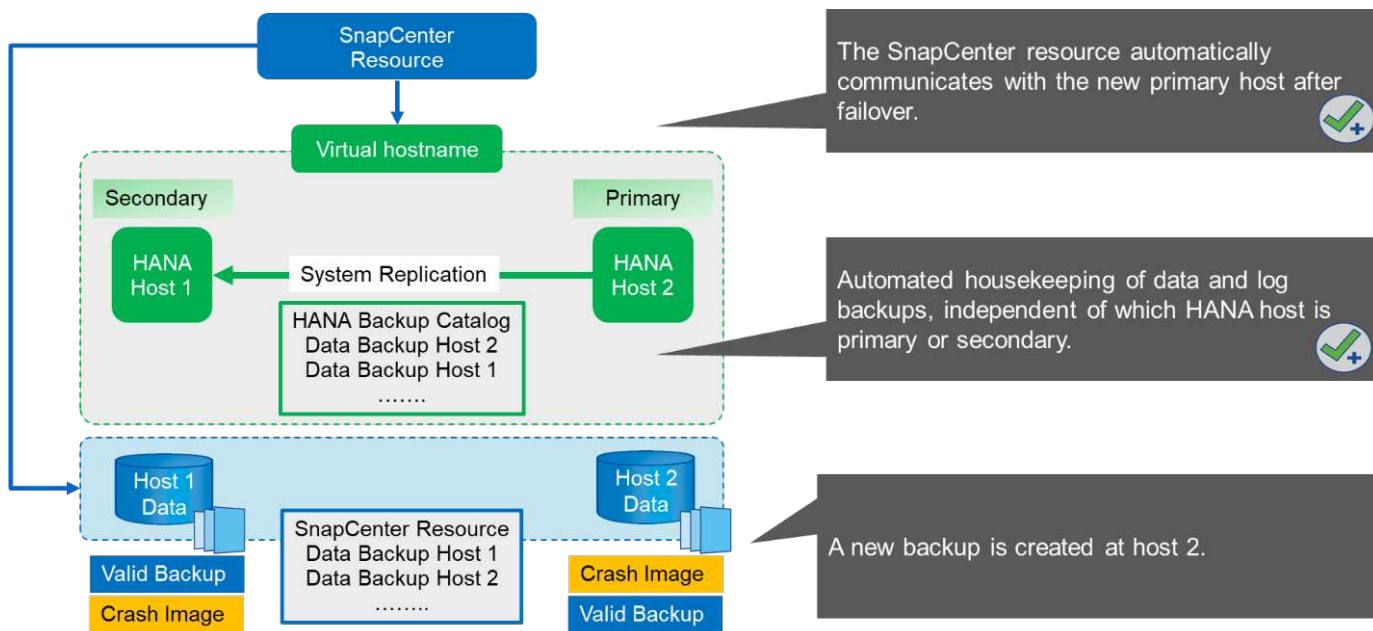 SnapCenter
Resource
Virtual hostname
Secondary
Primary
HANA
Host 1
System Replication
HANA
Host 2
HANA Backup Catalog
Data Backup Host 2
Data Backup Host 1
.......
Host 1
Data
Host 2
Data
SnapCenter Resource
Data Backup Host 1
Data Backup Host 2
........
Valid Backup
Crash Image
Crash Image
Valid Backup
The SnapCenter resource automatically
communicates with the new primary host after
failover.
Automated housekeeping of data and log
backups, independent of which HANA host is
primary or secondary.
A new backup is created at host 2.